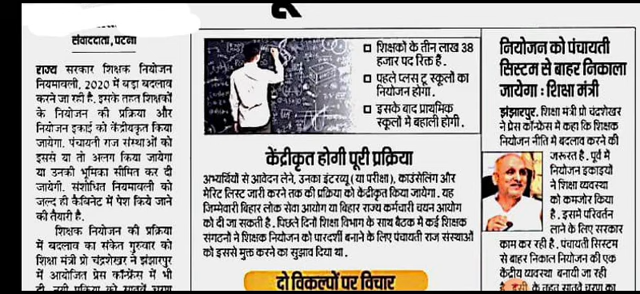 संवाददाता, पटना
राज्य सरकार शिक्षक नियोजन
नियमावली, 2020 में बड़ा बदलाव
करने जा रही है. इसके तहत शिक्षकों
के नियोजन की प्रक्रिया और
नियोजन इकाई को केंद्रीयकृत किया
जायेगा. पंचायती राज संस्थाओं को
इससे या तो अलग किया जायेगा
या उनकी भूमिका सीमित कर दी
जायेगी. संशोधित नियमावली को
जल्द ही कैबिनेट में पेश किये जाने
की तैयारी है.
शिक्षक नियोजन की प्रक्रिया
में बदलाव का संकेत गुरुवार को
शिक्षा मंत्री प्रो चंद्रशेखर ने झंझारपुर
में आयोजित प्रेस कॉन्फ्रेंस में भी
शिक्षकों के तीन लाख 38
हजार पद रिक्त हैं.
पहले प्लस टू स्कूलों का
नियोजन होगा.
इसके बाद प्राथमिक
स्कूलों में बहाली होगी.
केंद्रीकृत होगी पूरी प्रक्रिया
अभ्यर्थियों से आवेदन लेने, उनका इंटरव्यू (या परीक्षा), काउंसेलिंग और
मेरिट लिस्ट जारी करने तक की प्रक्रिया को केंद्रीकृत किया जायेगा. यह
जिम्मेवारी बिहार लोक सेवा आयोग या बिहार राज्य कर्मचारी चयन आयोग
को दी जा सकती है. पिछले दिनों शिक्षा विभाग के साथ बैठक में कई शिक्षक
संगठनों ने शिक्षक नियोजन को पारदर्शी बनाने के लिए पंचायती राज संस्थाओं
को इससे मुक्त करने का सुझाव दिया था.
दो विकल्पों पर विचार
नियोजन को पंचायती
सिस्टम से बाहर निकाला
जायेगा : शिक्षा मंत्री
झंझारपुर. शिक्षा मंत्री प्रो चंद्रशेखर
ने प्रेस कॉन्फ्रेंस में कहा कि शिक्षक
नियोजन नीति में बदलाव करने की
जरूरत है. पूर्व में
नियोजन इकाइयों
ने शिक्षा व्यवस्था
को कमजोर किया
है. इसमें परिवर्तन
लाने के लिए सरकार
काम कर रही है. पंचायती सिस्टम
से बाहर निकाल नियोजन की एक
केंद्रीय व्यवस्था बनायी जा रही
है. इसी के तहत सातवें चरण का